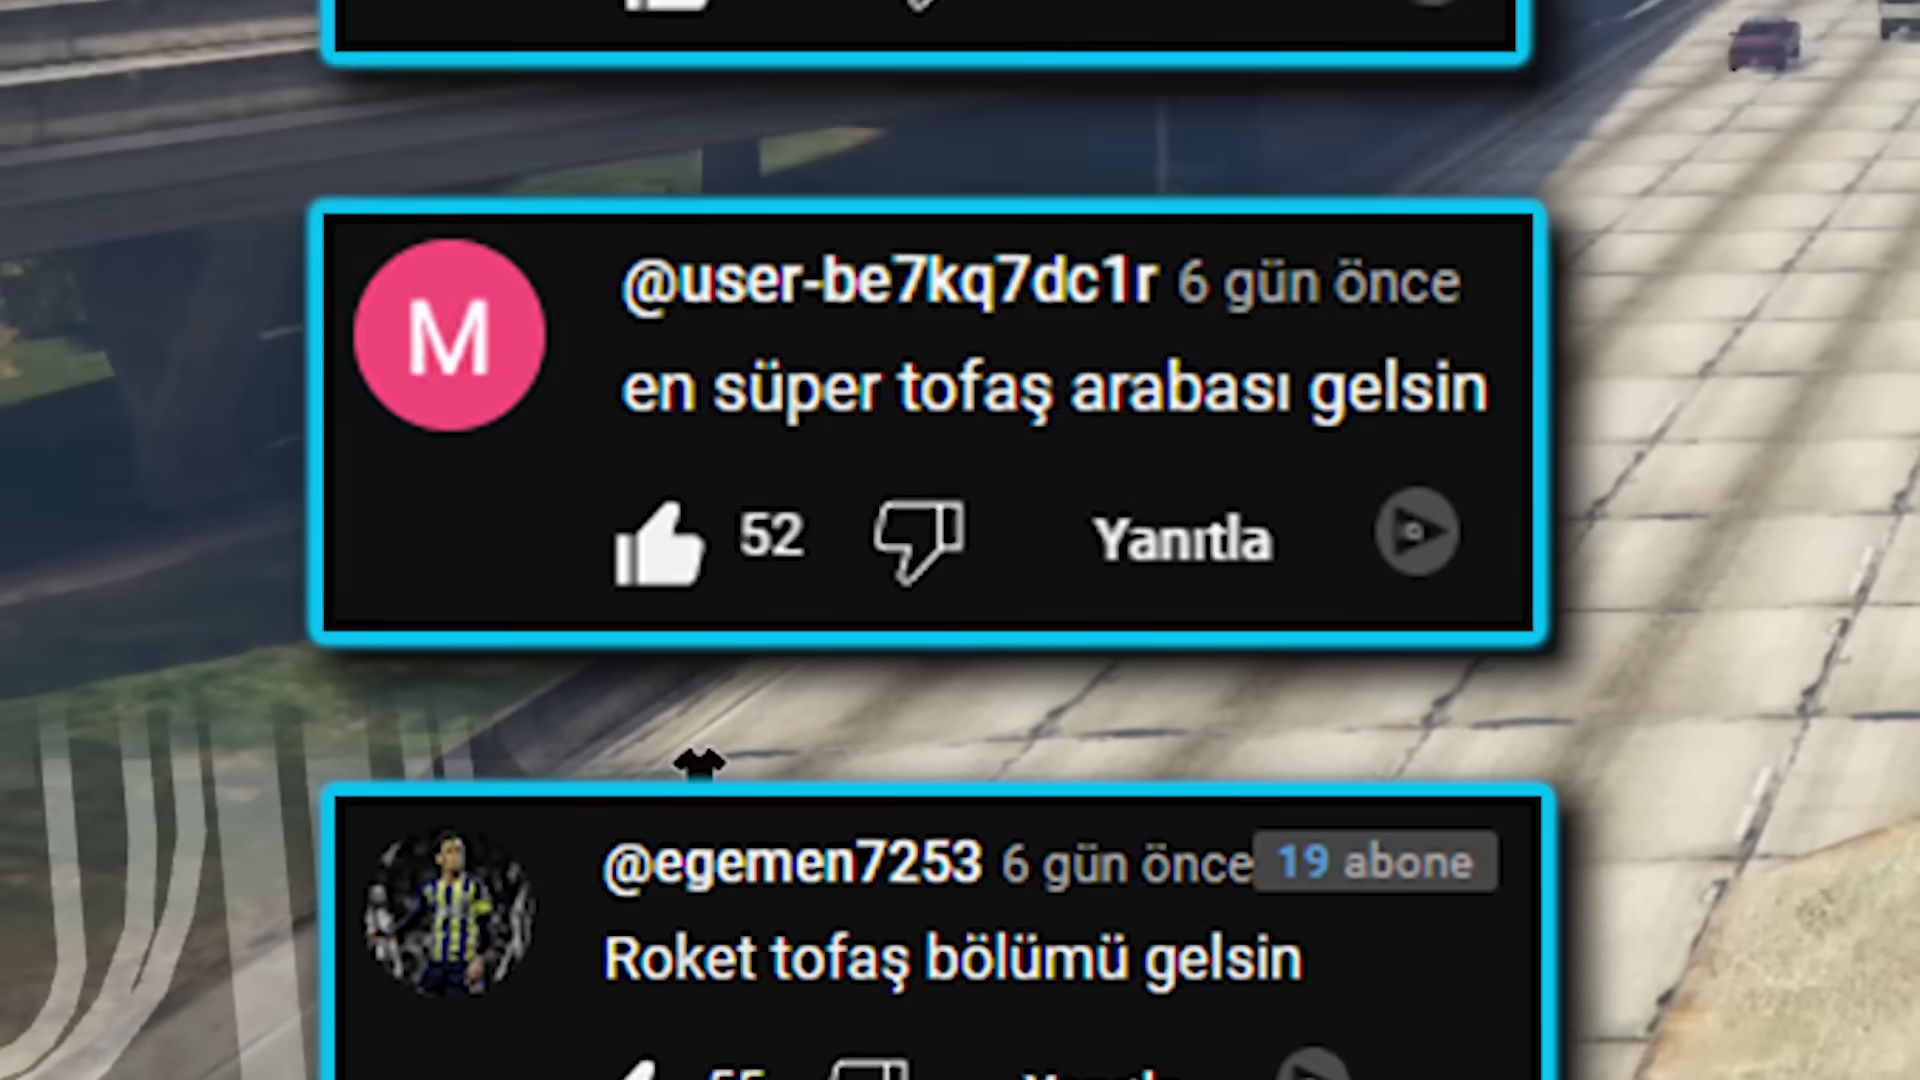 M
@user-be7kq7dc1r 6 gün önce
en süper tofaş arabası gelsin
52 Yanıtla
@egemen7253 6 gün önce 19 abone
Roket tofaş bölümü gelsin